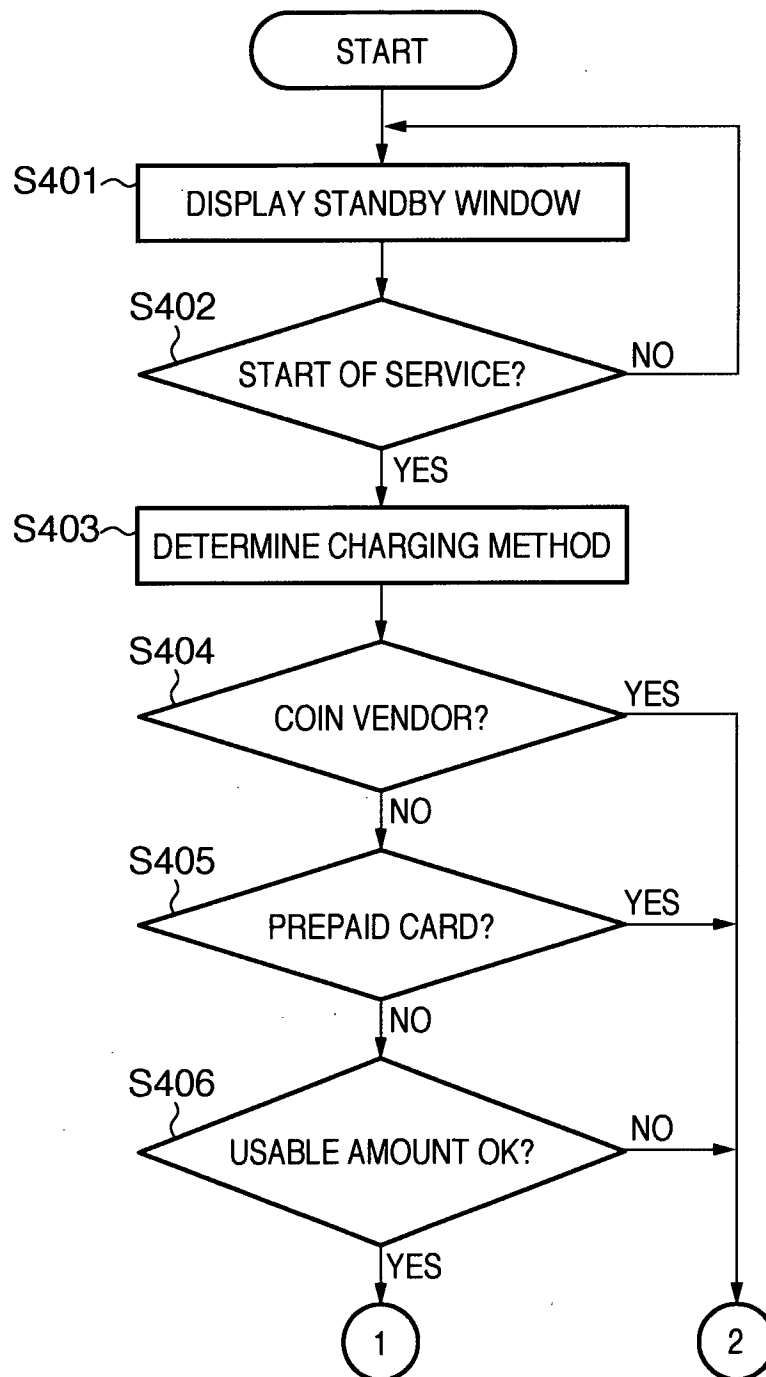 START
S401
DISPLAY STANDBY WINDOW
S402
START OF SERVICE?
NO
YES
S403
DETERMINE CHARGING METHOD
S404
COIN VENDOR?
YES
NO
S405
PREPAID CARD?
YES
NO
S406
USABLE AMOUNT OK?
NO
YES
1
2